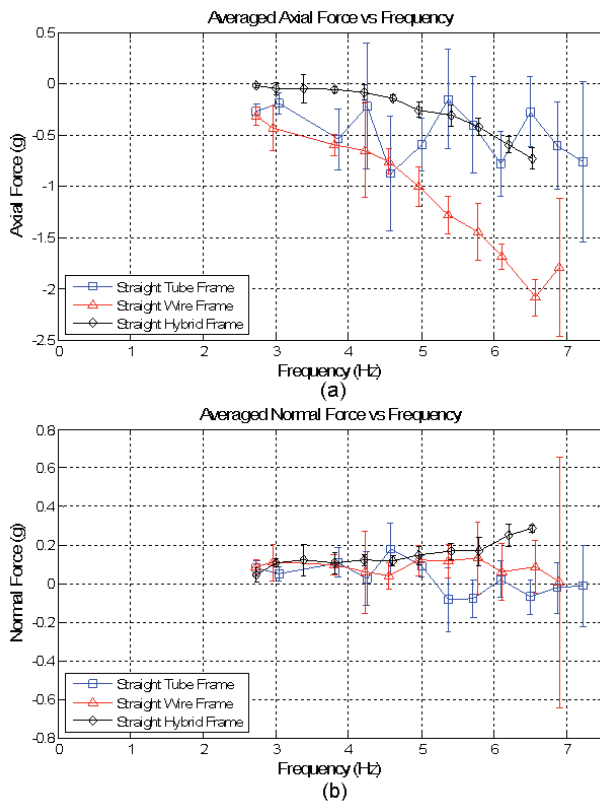 Averaged Axial Force vs Frequency
0.5
0
-0.5
-1
-1.5
-2
-2.5
Axial Force (g)
Straight Tube Frame
Straight Wire Frame
Straight Hybrid Frame
0 1 2 3 4 5 6 7
Frequency (Hz)
(a)
Averaged Normal Force vs Frequency
0.8
0.6
0.4
0.2
0
-0.2
-0.4
-0.6
-0.8
Normal Force (g)
Straight Tube Frame
Straight Wire Frame
Straight Hybrid Frame
0 1 2 3 4 5 6 7
Frequency (Hz)
(b)